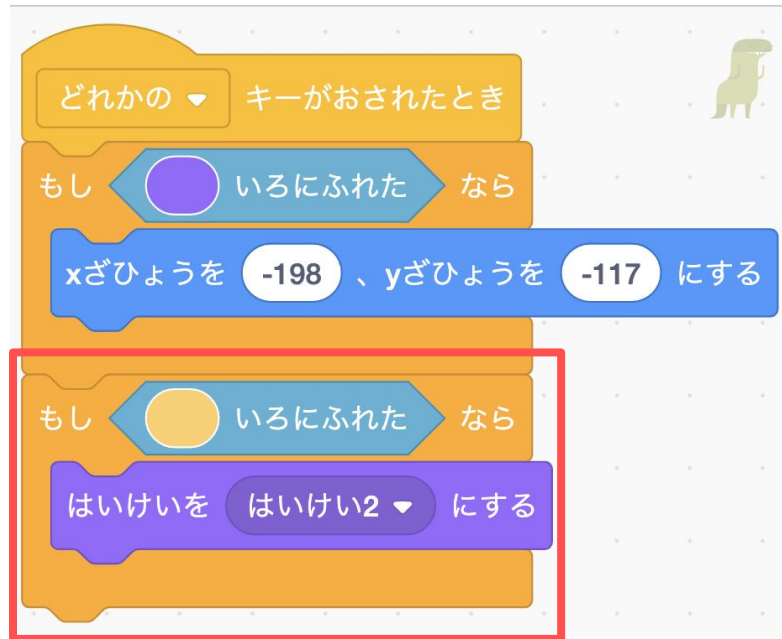 どれかの キーがおされたとき
もし いろにふれた なら
xざひょうを -198 、yざひょうを -117 にする
もし いろにふれた なら
はいけいを はいけい2 にする